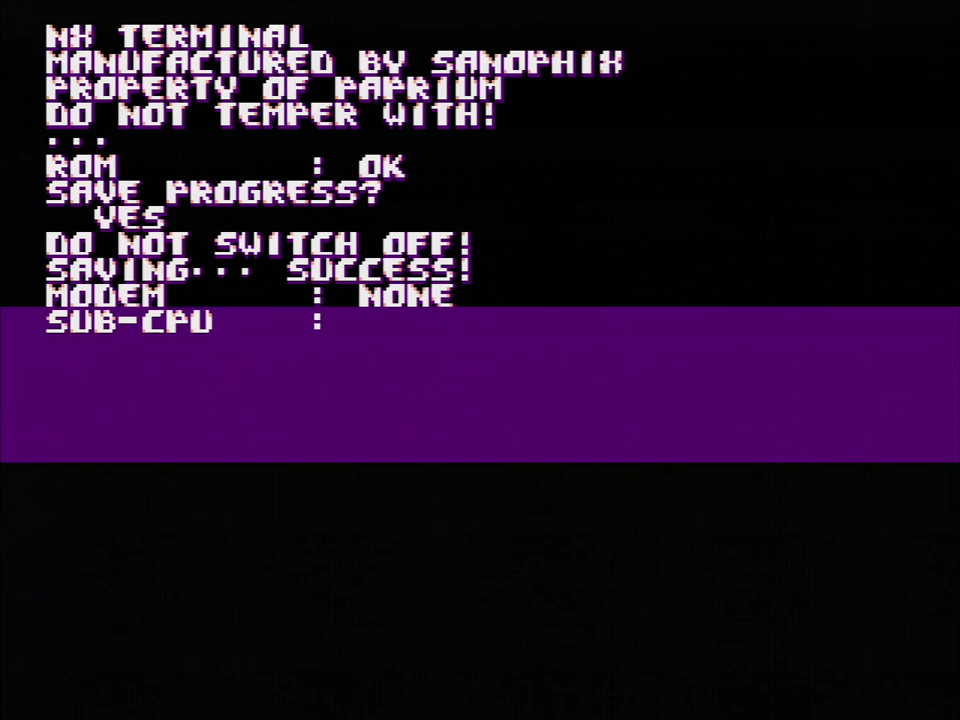 NX TERMINAL
MANUFACTURED BY SANOPHIX
PROPERTY OF PAPRIUM
DO NOT TEMPER WITH!
...
ROM : OK
SAVE PROGRESS?
YES
DO NOT SWITCH OFF!
SAVING... SUCCESS!
MODEM : NONE
SUB-CPU :